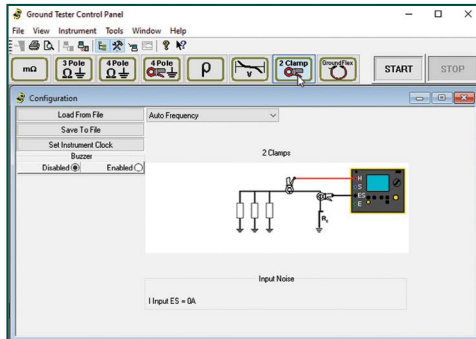 Ground Tester Control Panel
File View Instrument Tools Window Help
mΩ
3 Pole
Ω
4 Pole
Ω
4 Pole
Ω
ρ
V
2 Clamp
GroundFlex
START
STOP
Configuration
Load From File
Auto Frequency
Save To File
Set Instrument Clock
Buzzer
Disabled Enabled
2 Clamps
H
S
ES
E
Input Noise
I Input ES = 0A